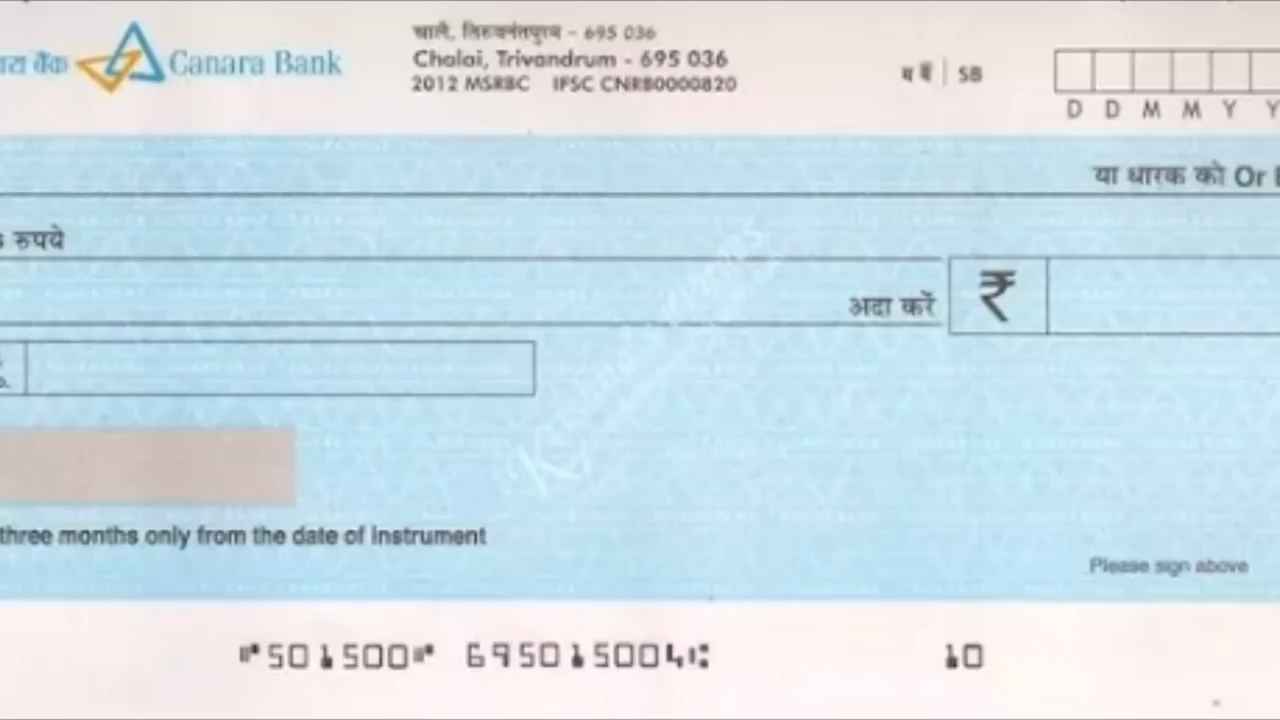 बैंक Canara Bank
चालै, तिरुवनंतपुरम - 695 036
Chalai, Trivandrum - 695 036
2012 MSRBC IFSC CNRB0000820
ब बैं | SB
D D M M Y Y
या धारक को Or
रुपये
अदा करें ₹
three months only from the date of instrument
Please sign above
⑈501500⑈ 695015004⑆ 10